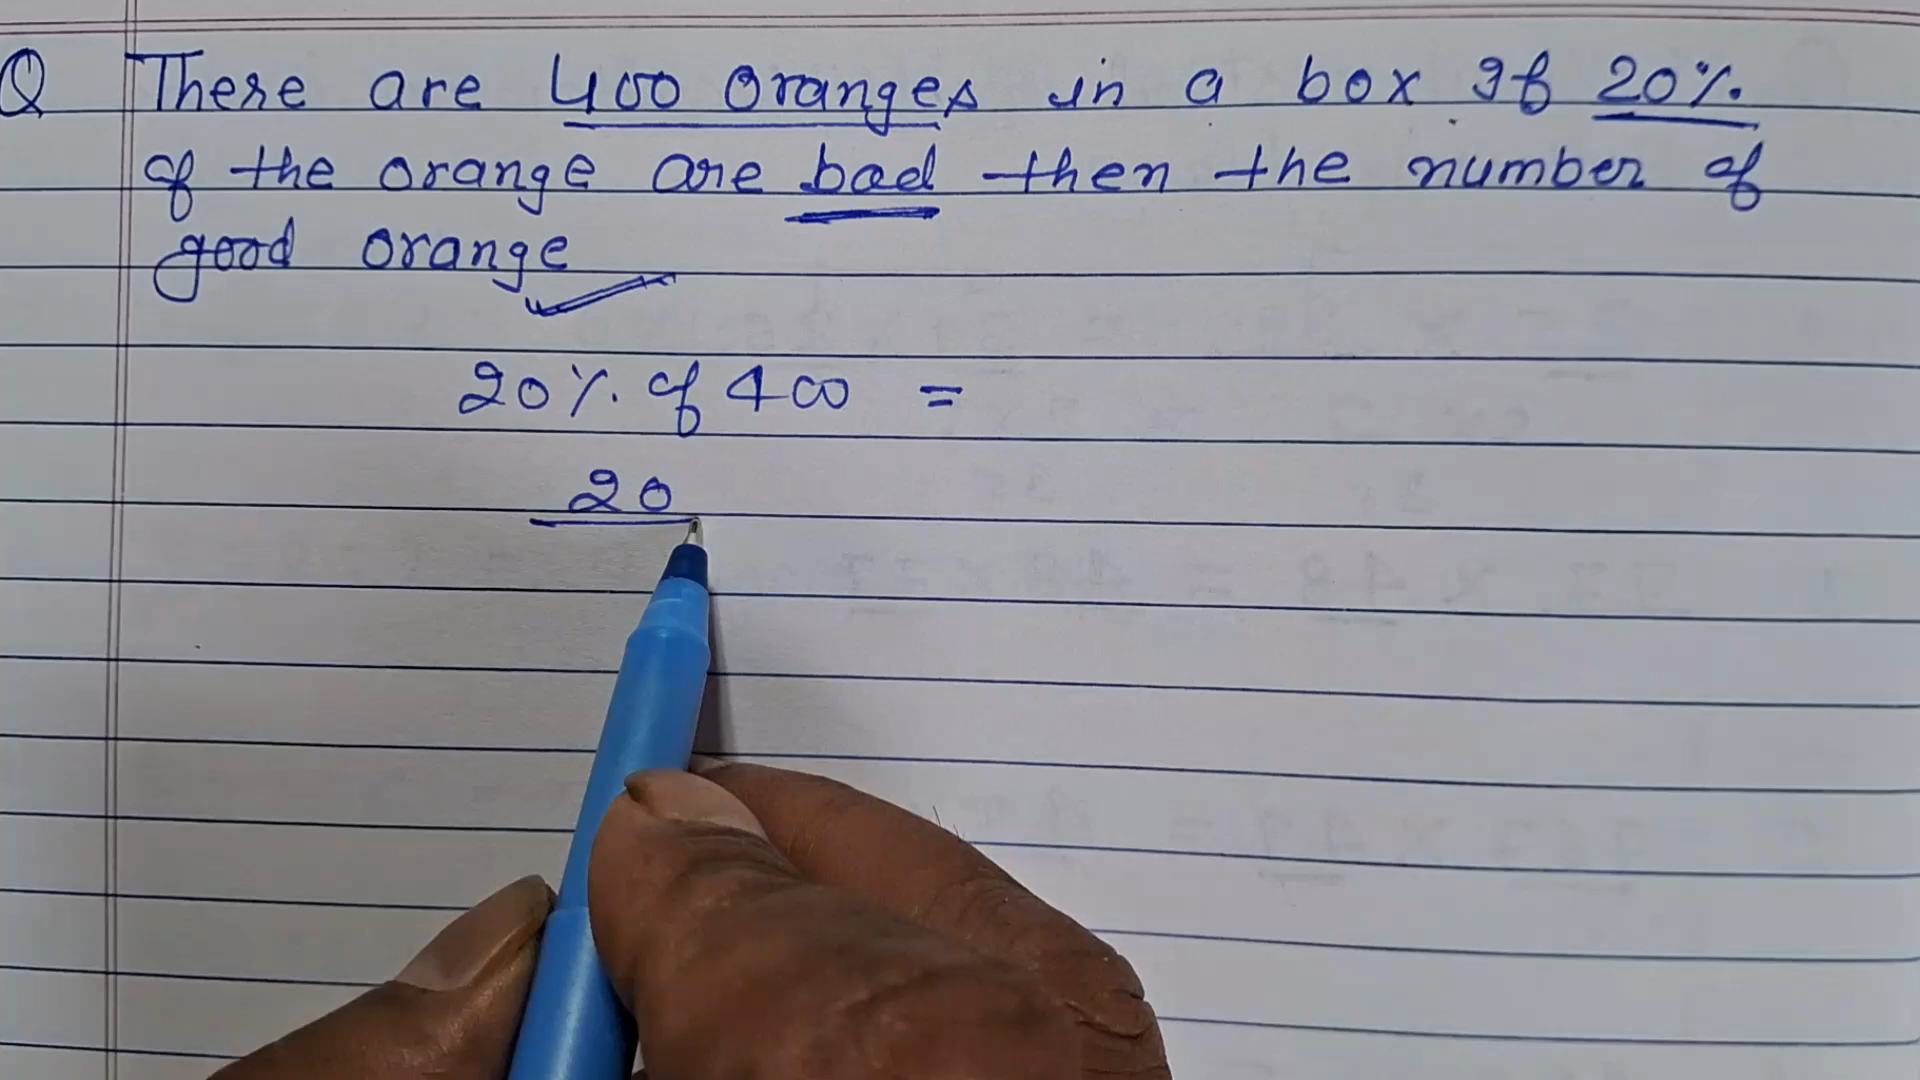 Q There are 400 oranges in a box If 20%
of the orange are bad then the number of
good orange
20% of 400 =
20